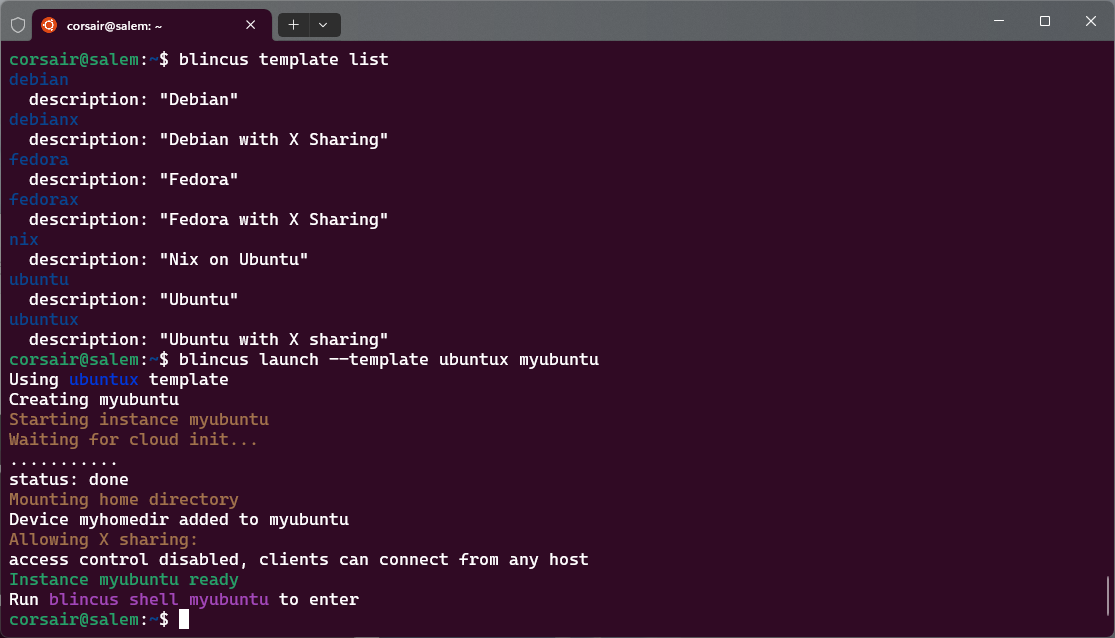 corsair@salem: ~
corsair@salem:~$ blincus template list
debian
  description: "Debian"
debianx
  description: "Debian with X Sharing"
fedora
  description: "Fedora"
fedorax
  description: "Fedora with X Sharing"
nix
  description: "Nix on Ubuntu"
ubuntu
  description: "Ubuntu"
ubuntux
  description: "Ubuntu with X sharing"
corsair@salem:~$ blincus launch --template ubuntux myubuntu
Using ubuntux template
Creating myubuntu
Starting instance myubuntu
Waiting for cloud init...
...........
status: done
Mounting home directory
Device myhomedir added to myubuntu
Allowing X sharing:
access control disabled, clients can connect from any host
Instance myubuntu ready
Run blincus shell myubuntu to enter
corsair@salem:~$